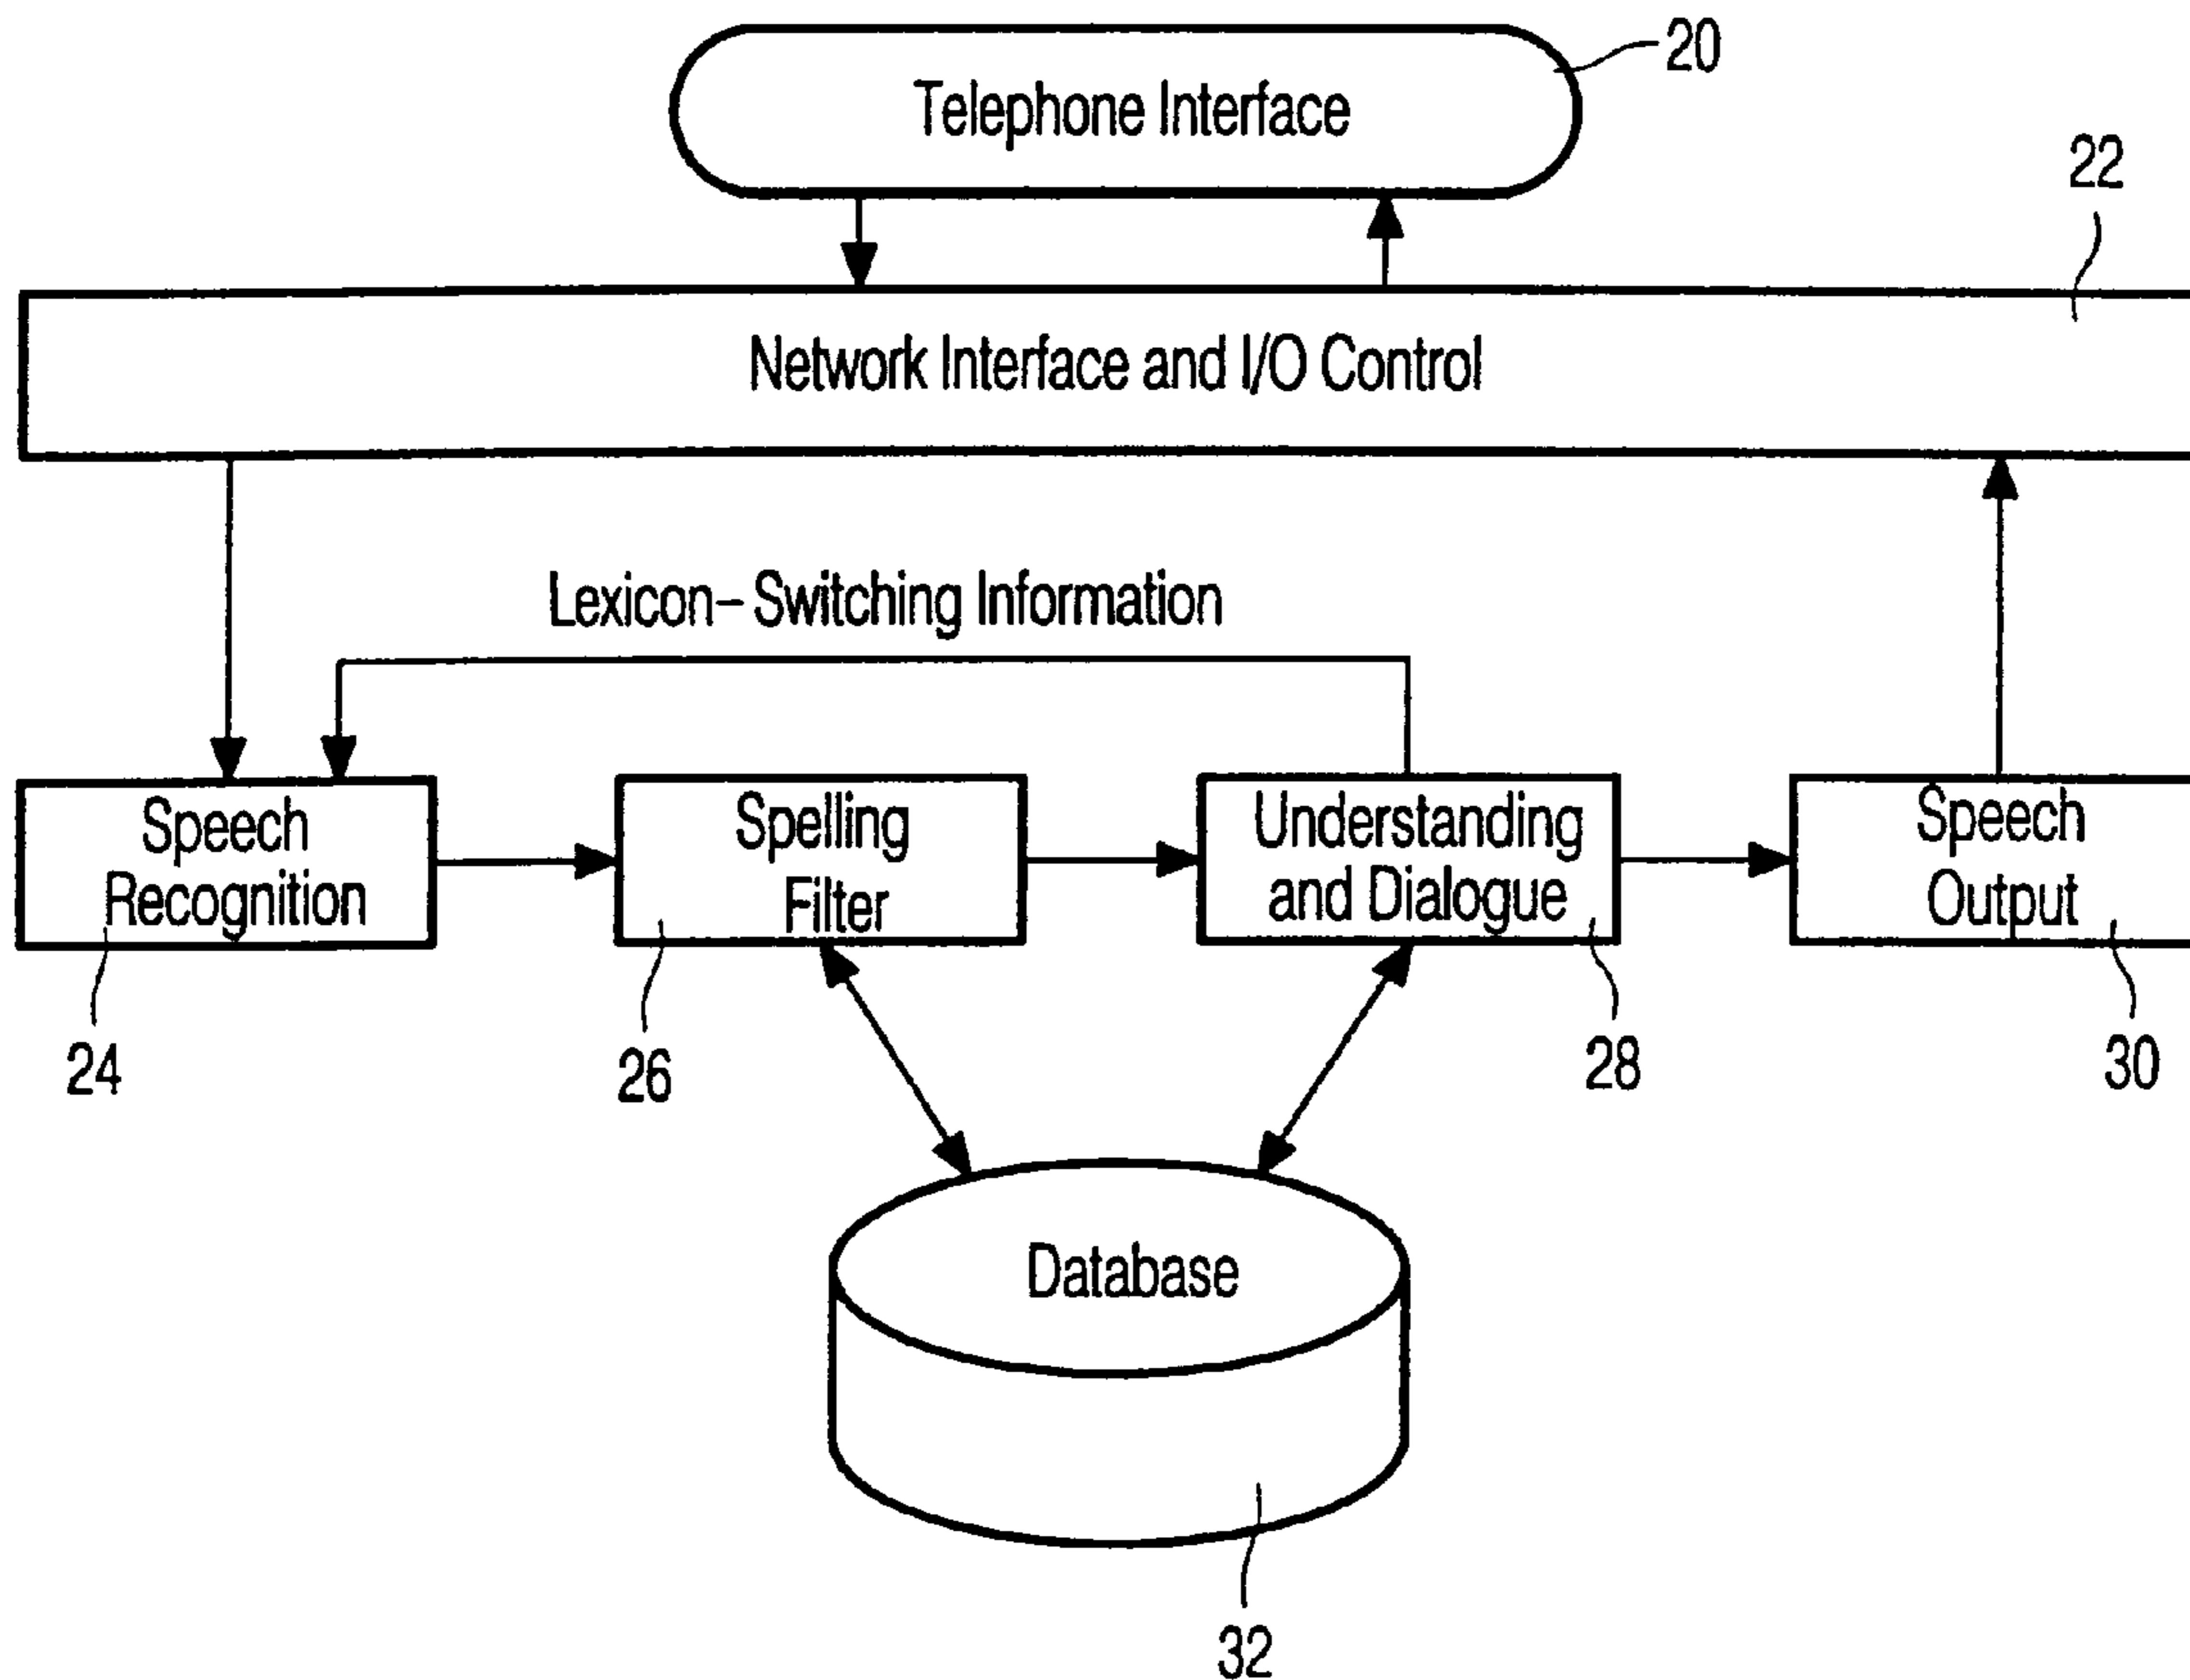 20
Telephone Interface
22
Network Interface and I/O Control
Lexicon– Switching Information
Speech
Recognition
Spelling
Filter
Understanding
and Dialogue
Speech
Output
24
26
28
30
Database
32